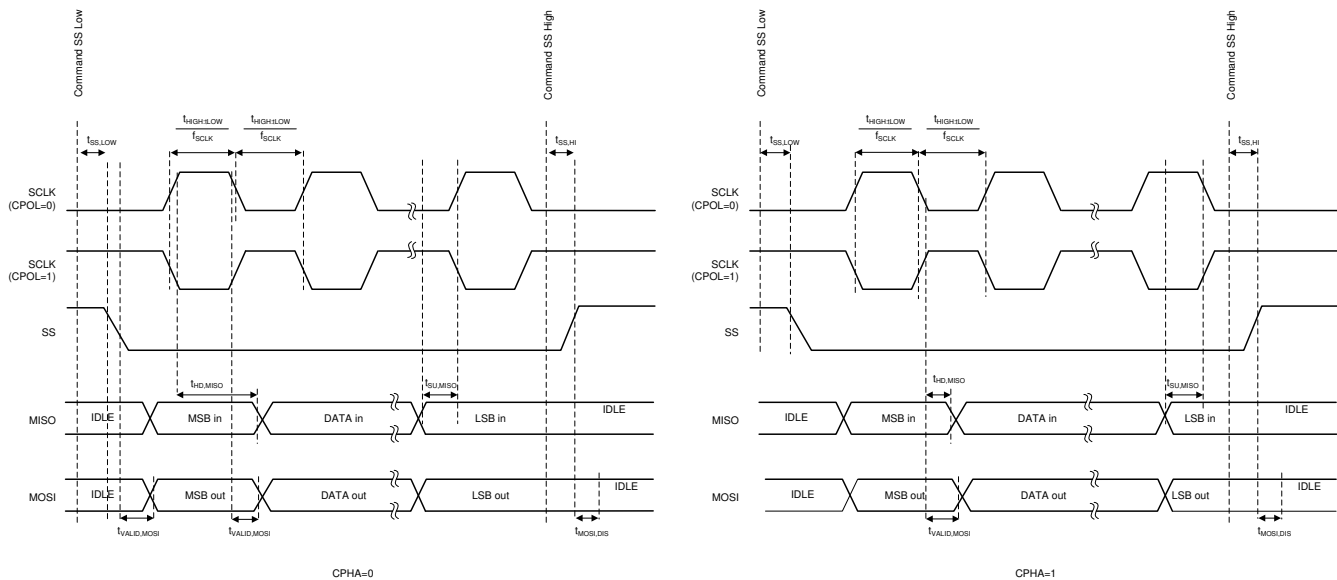 Command SS Low
Command SS High
tHIGH:tLOW
fSCLK
tHIGH:tLOW
fSCLK
tSS,LOW
tSS,HI
SCLK
(CPOL=0)
SCLK
(CPOL=1)
SS
tHD,MISO
tSU,MISO
MISO
IDLE
MSB in
DATA in
LSB in
IDLE
MOSI
IDLE
MSB out
DATA out
LSB out
IDLE
tVALID,MOSI
tVALID,MOSI
tMOSI,DIS
CPHA=0
Command SS Low
Command SS High
tHIGH:tLOW
fSCLK
tHIGH:tLOW
fSCLK
tSS,LOW
tSS,HI
SCLK
(CPOL=0)
SCLK
(CPOL=1)
SS
tHD,MISO
tSU,MISO
MISO
IDLE
MSB in
DATA in
LSB in
IDLE
MOSI
IDLE
MSB out
DATA out
LSB out
IDLE
tVALID,MOSI
tMOSI,DIS
CPHA=1